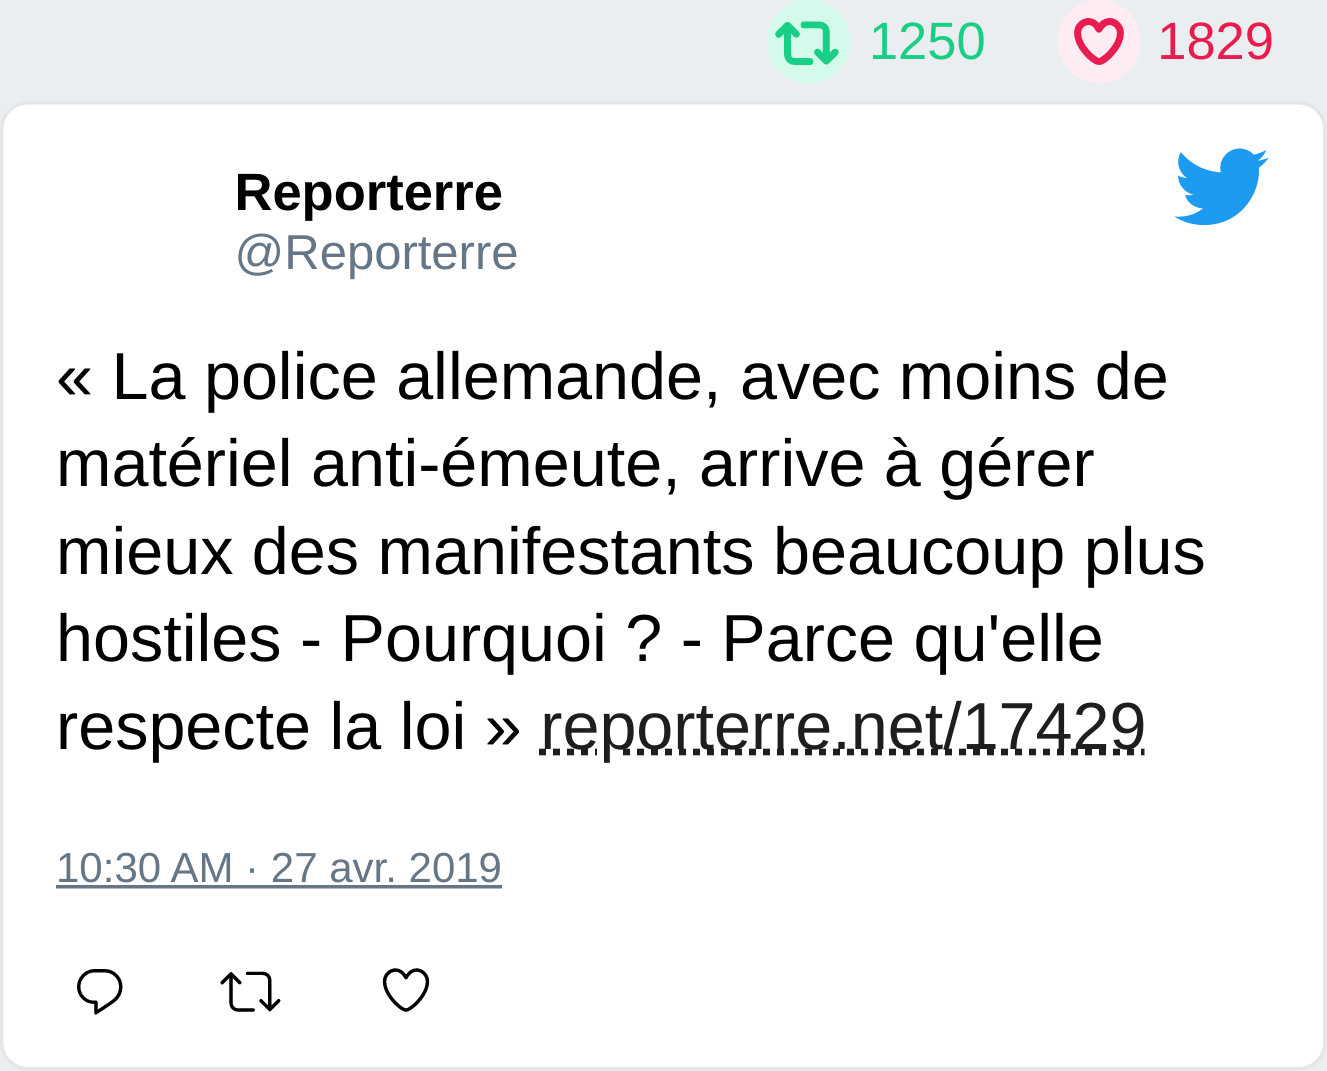 1250 1829
Reporterre
@Reporterre
« La police allemande, avec moins de
matériel anti-émeute, arrive à gérer
mieux des manifestants beaucoup plus
hostiles - Pourquoi ? - Parce qu'elle
respecte la loi » reporterre.net/17429
10:30 AM · 27 avr. 2019